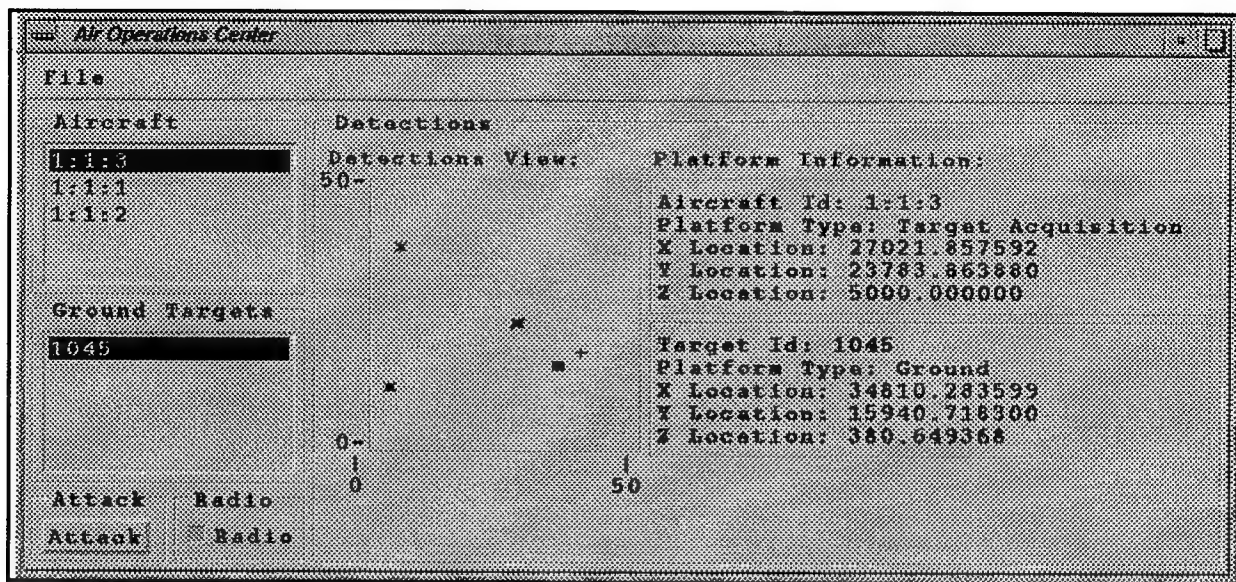 Air Operations Center
File
Aircraft
1:1:3
1:1:1
1:1:2
Ground Targets
1045
Attack
Attack
Radio
Radio
Detections
Detections View:
50-
0-
0
50
Platform Information:
Aircraft Id: 1:1:3
Platform Type: Target Acquisition
X Location: 27021.857592
Y Location: 23783.863880
Z Location: 5000.000000
Target Id: 1045
Platform Type: Ground
X Location: 34810.283599
Y Location: 15940.718300
Z Location: 380.649368